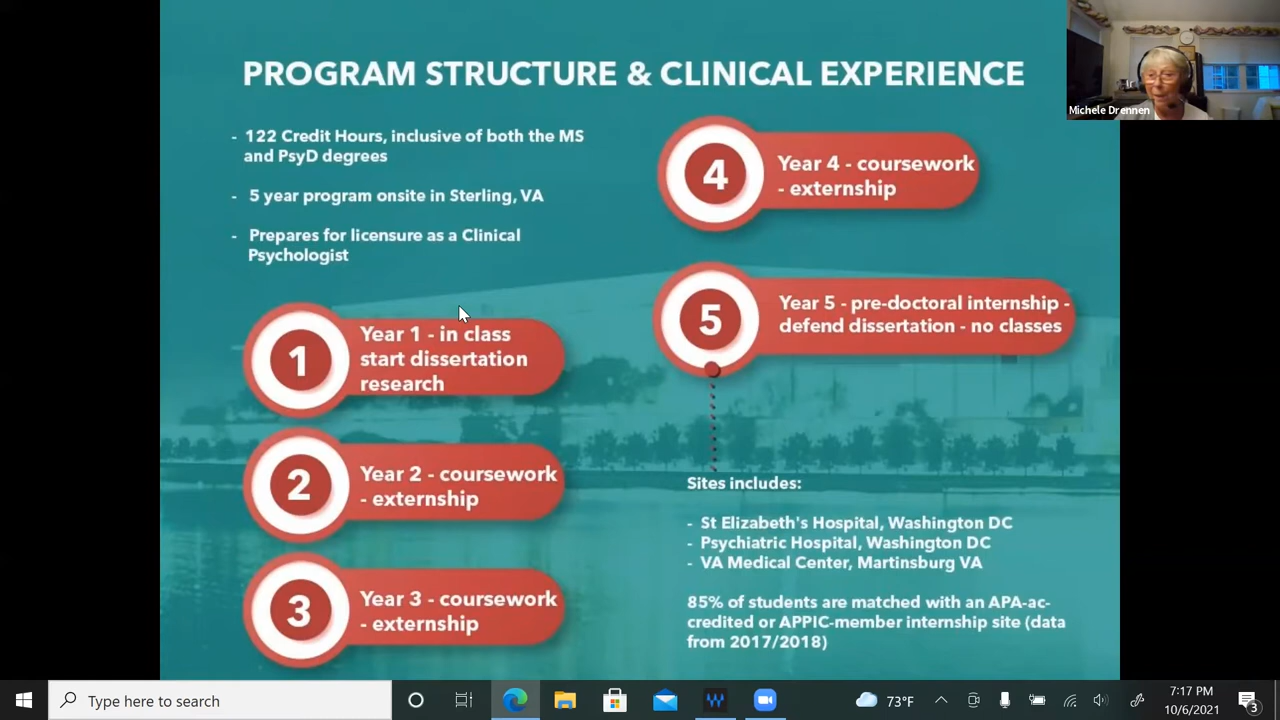 PROGRAM STRUCTURE & CLINICAL EXPERIENCE
- 122 Credit Hours, inclusive of both the MS
and PsyD degrees
- 5 year program onsite in Sterling, VA
- Prepares for licensure as a Clinical
Psychologist
1
Year 1 - in class
start dissertation
research
2
Year 2 - coursework
- externship
3
Year 3 - coursework
- externship
4
Year 4 - coursework
- externship
5
Year 5 - pre-doctoral internship -
defend dissertation - no classes
Sites includes:
- St Elizabeth's Hospital, Washington DC
- Psychiatric Hospital, Washington DC
- VA Medical Center, Martinsburg VA
85% of students are matched with an APA-ac-
credited or APPIC-member internship site (data
from 2017/2018)
Michele Drennen
Type here to search
73°F
7:17 PM
10/6/2021
3